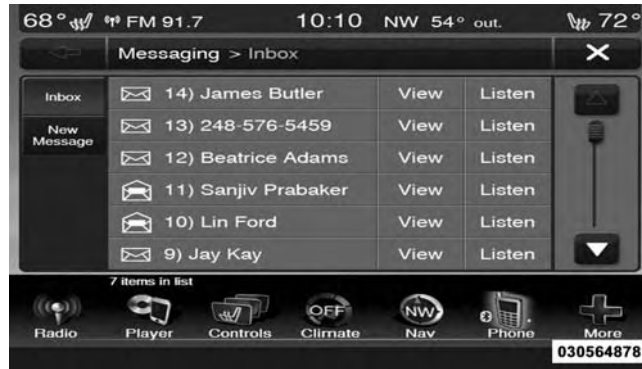 68° FM 91.7 10:10 NW 54° out. 72°
Messaging > Inbox
Inbox
New Message
14) James Butler View Listen
13) 248-576-5459 View Listen
12) Beatrice Adams View Listen
11) Sanjiv Prabaker View Listen
10) Lin Ford View Listen
9) Jay Kay View Listen
7 items in list
OFF NW
Radio Player Controls Climate Nav Phone More
030564878